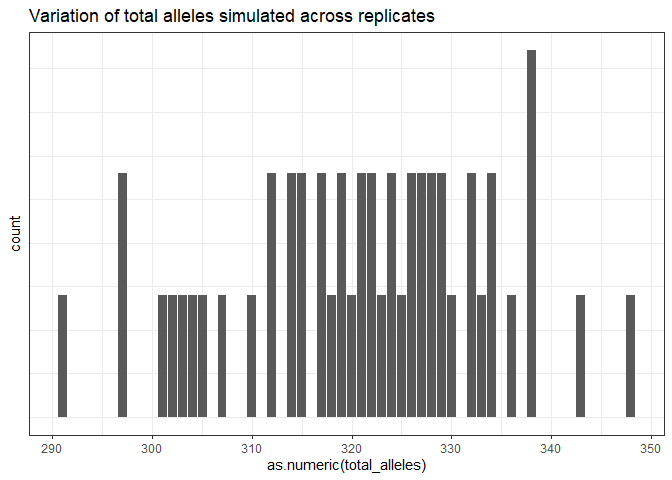 Variation of total alleles simulated across replicates
count
290 300 310 320 330 340 350
as.numeric(total_alleles)